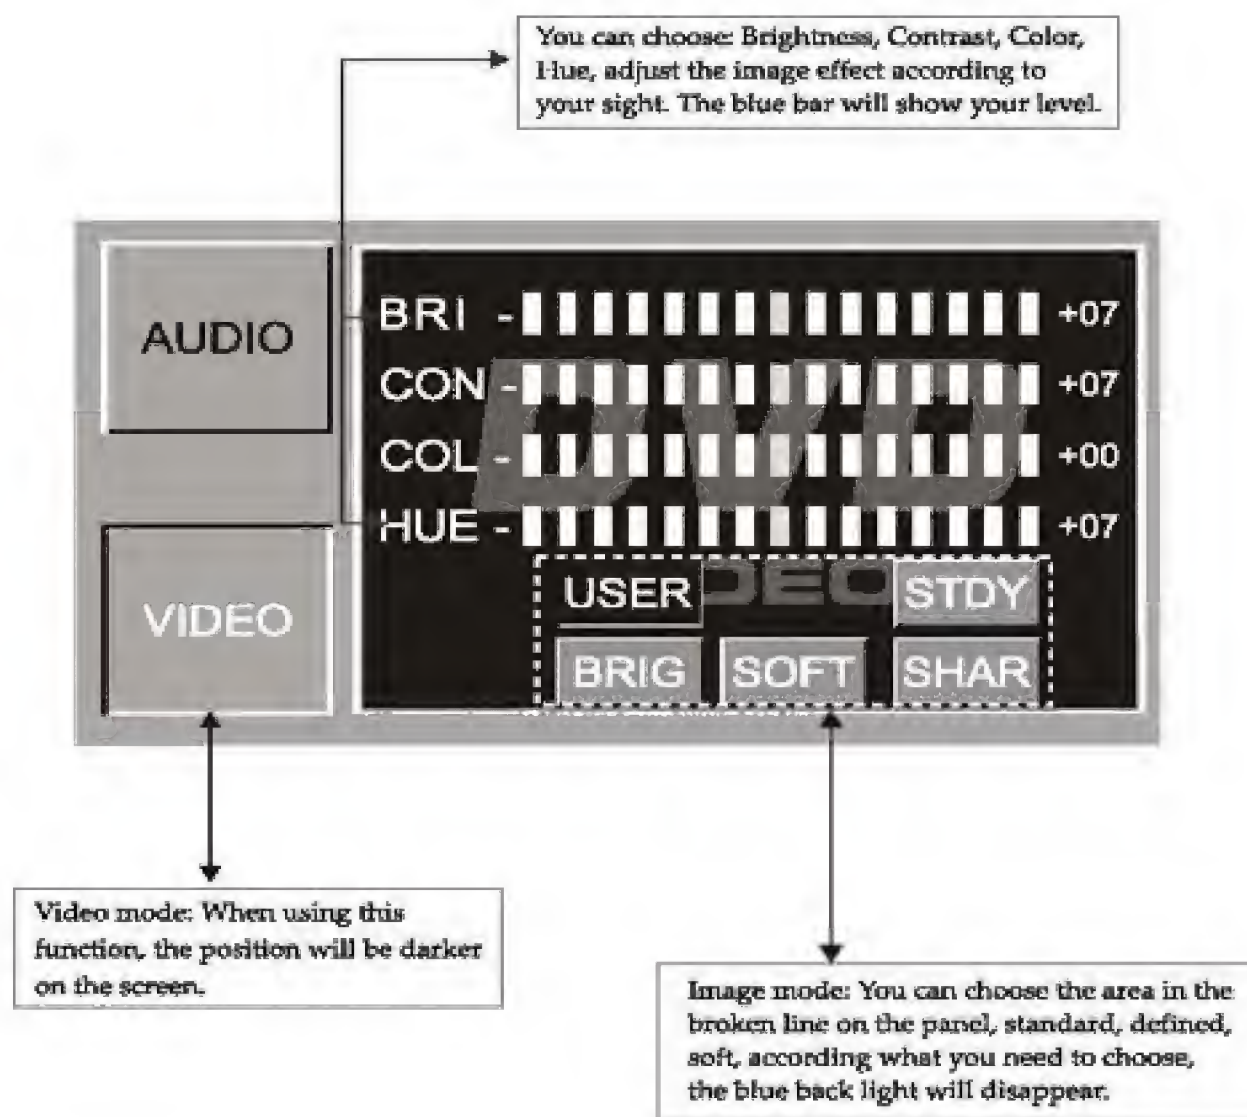 You can choose: Brightness, Contrast, Color,
Hue, adjust the image effect according to
your sight. The blue bar will show your level.
AUDIO
BRI - +07
CON - +07
COL - +00
HUE - +07
DVD
USER DEO STDY
VIDEO
BRIG SOFT SHAR
Video mode: When using this
function, the position will be darker
on the screen.
Image mode: You can choose the area in the
broken line on the panel, standard, defined,
soft, according what you need to choose,
the blue back light will disappear.